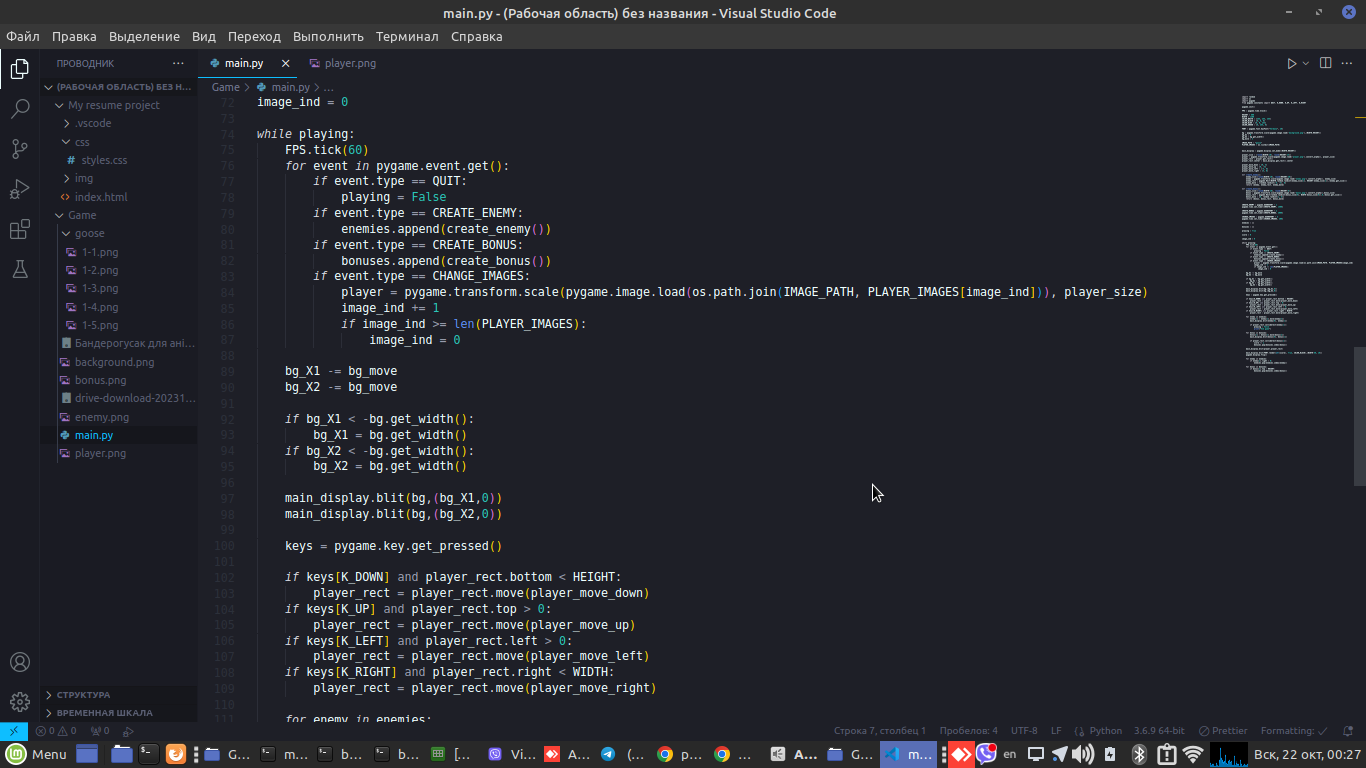 main.py - (Рабочая область) без названия - Visual Studio Code
Файл Правка Выделение Вид Переход Выполнить Терминал Справка
ПРОВОДНИК ...
main.py
player.png
(РАБОЧАЯ ОБЛАСТЬ) БЕЗ Н...
My resume project
.vscode
css
styles.css
img
index.html
Game
goose
1-1.png
1-2.png
1-3.png
1-4.png
1-5.png
Бандерогусак для ані...
background.png
bonus.png
drive-download-20231...
enemy.png
main.py
player.png
СТРУКТУРА
ВРЕМЕННАЯ ШКАЛА
Game > main.py > ...
72 image_ind = 0
73
74 while playing:
75 FPS.tick(60)
76 for event in pygame.event.get():
77 if event.type == QUIT:
78 playing = False
79 if event.type == CREATE_ENEMY:
80 enemies.append(create_enemy())
81 if event.type == CREATE_BONUS:
82 bonuses.append(create_bonus())
83 if event.type == CHANGE_IMAGES:
84 player = pygame.transform.scale(pygame.image.load(os.path.join(IMAGE_PATH, PLAYER_IMAGES[image_ind])), player_size)
85 image_ind += 1
86 if image_ind >= len(PLAYER_IMAGES):
87 image_ind = 0
88
89 bg_X1 -= bg_move
90 bg_X2 -= bg_move
91
92 if bg_X1 < -bg.get_width():
93 bg_X1 = bg.get_width()
94 if bg_X2 < -bg.get_width():
95 bg_X2 = bg.get_width()
96
97 main_display.blit(bg,(bg_X1,0))
98 main_display.blit(bg,(bg_X2,0))
99
100 keys = pygame.key.get_pressed()
101
102 if keys[K_DOWN] and player_rect.bottom < HEIGHT:
103 player_rect = player_rect.move(player_move_down)
104 if keys[K_UP] and player_rect.top > 0:
105 player_rect = player_rect.move(player_move_up)
106 if keys[K_LEFT] and player_rect.left > 0:
107 player_rect = player_rect.move(player_move_left)
108 if keys[K_RIGHT] and player_rect.right < WIDTH:
109 player_rect = player_rect.move(player_move_right)
110
111 for enemy in enemies:
0 0 0 Строка 7, столбец 1 Пробелов: 4 UTF-8 LF Python 3.6.9 64-bit Prettier Formatting:
Menu G... m... b... b... [... Vi... A... (... p... ... A... G... m... en Вск, 22 окт, 00:27